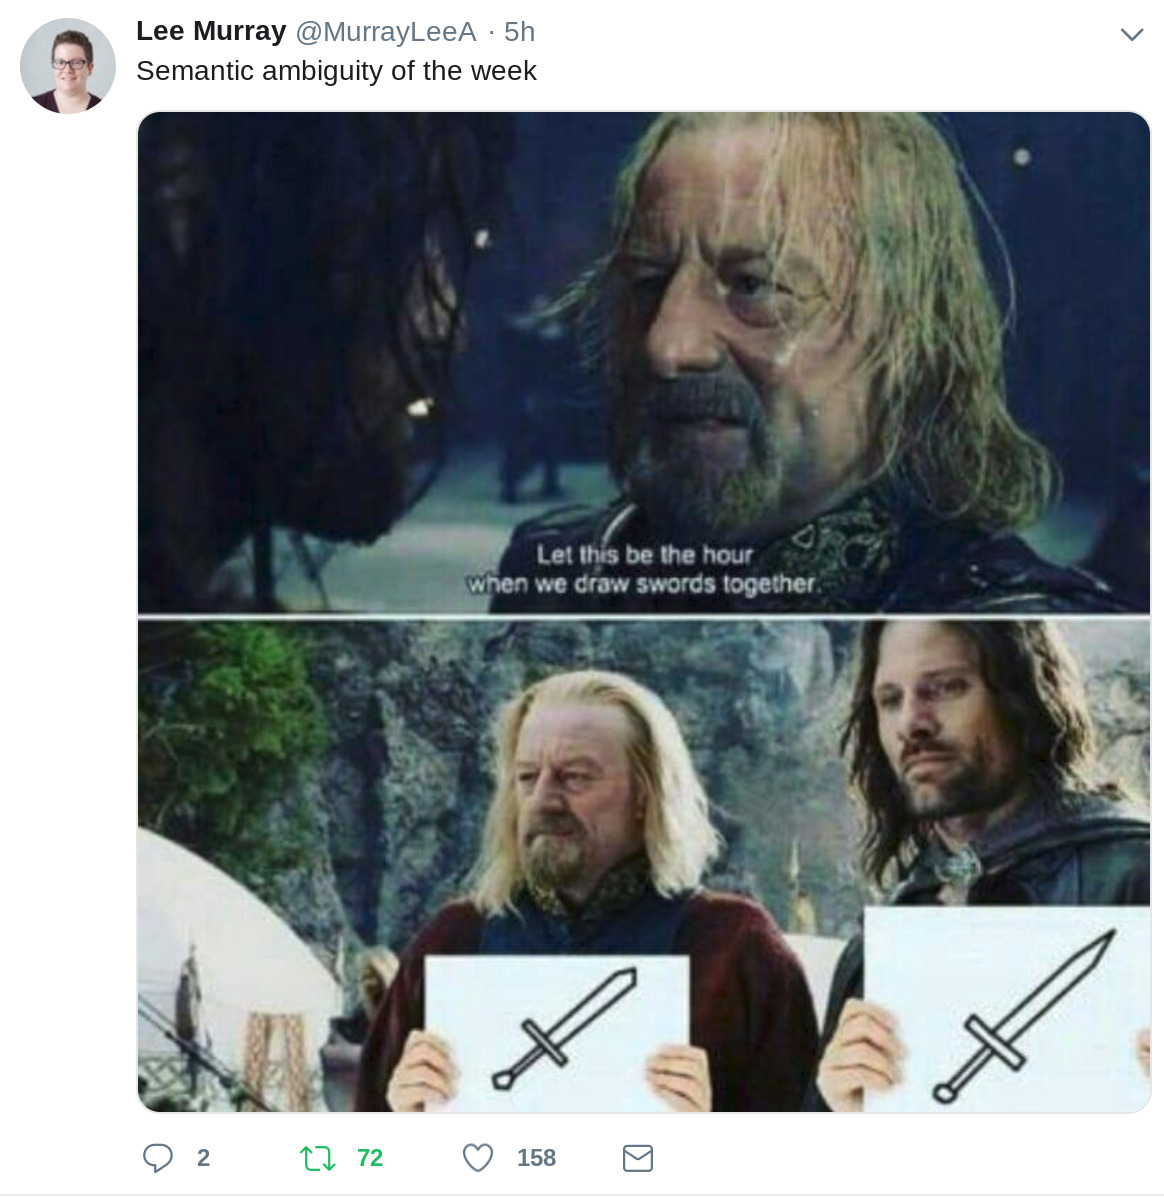 Lee Murray @MurrayLeeA · 5h
Semantic ambiguity of the week
Let this be the hour
when we draw swords together.
2 72 158